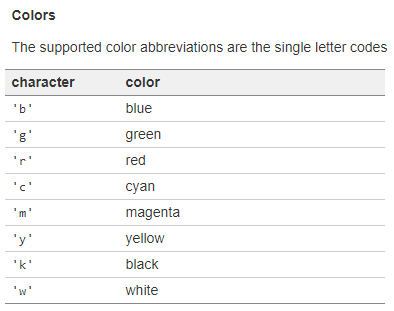 Colors
The supported color abbreviations are the single letter codes
character color
'b' blue
'g' green
'r' red
'c' cyan
'm' magenta
'y' yellow
'k' black
'w' white